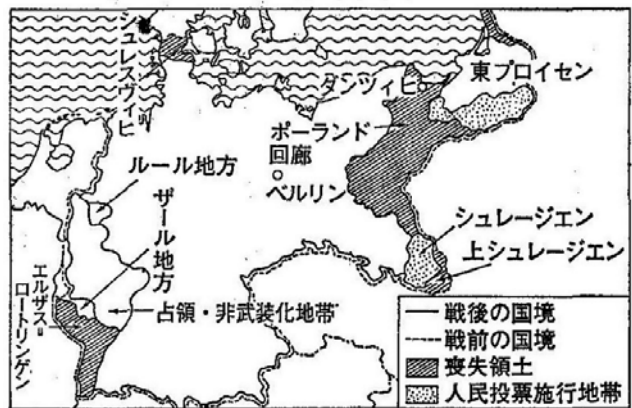 シュレスヴィヒ
ダンツィヒ
東プロイセン
ポーランド
回廊
ベルリン
ルール地方
ザール地方
シュレージエン
上シュレージエン
エルザス
ロートリンゲン
占領・非武装化地帯
戦後の国境
戦前の国境
喪失領土
人民投票施行地帯